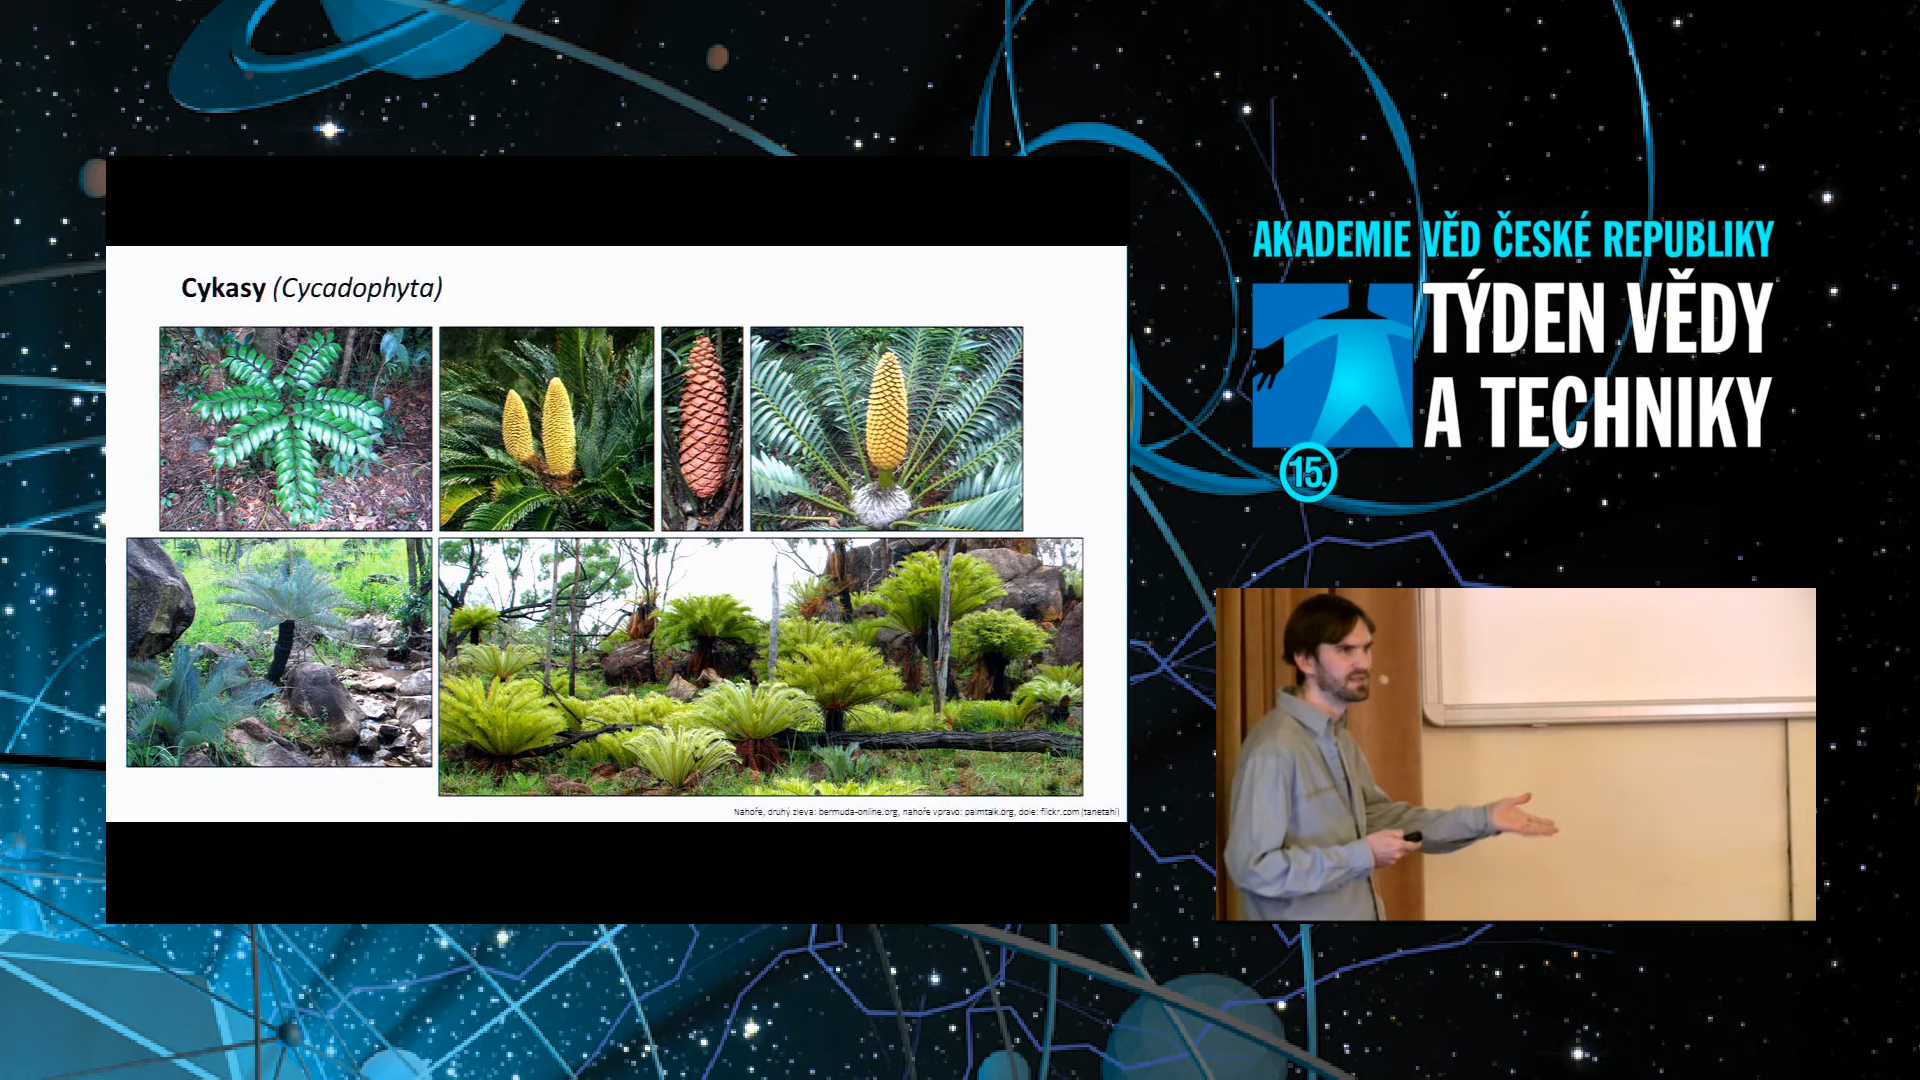 Cykasy (Cycadophyta)
Nahoře, druhý zleva: bermuda-online.org, nahoře vpravo: palmtalk.org, dole: flickr.com (tanetahi)
AKADEMIE VĚD ČESKÉ REPUBLIKY
TÝDEN VĚDY
A TECHNIKY
15.